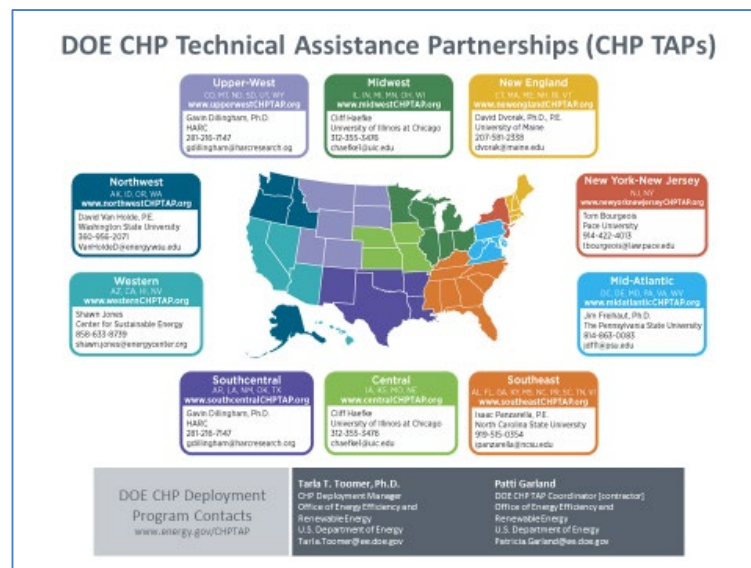 DOE CHP Technical Assistance Partnerships (CHP TAPs)
Upper-West
CO, MT, ND, SD, UT, WY
www.upperwestCHPTAP.org
Gavin Dillingham, Ph.D.
HARC
281-216-7147
gdillingham@harcresearch.og
Midwest
IL, IN, MI, MN, OH, WI
www.midwestCHPTAP.org
Cliff Haefke
University of Illinois at Chicago
312-355-3476
chaefke1@uic.edu
New England
CT, MA, ME, NH, RI, VT
www.newenglandCHPTAP.org
David Dvorak, Ph.D., P.E.
University of Maine
207-581-2338
dvorak@maine.edu
Northwest
AK, ID, OR, WA
www.northwestCHPTAP.org
David Van Holde, P.E.
Washington State University
360-956-2071
VanHoldeD@energy.wsu.edu
New York-New Jersey
NJ, NY
www.newyorknewjerseyCHPTAP.org
Tom Bourgeois
Pace University
914-422-4013
tbourgeois@law.pace.edu
Western
AZ, CA, HI, NV
www.westernCHPTAP.org
Shawn Jones
Center for Sustainable Energy
858-633-8739
shawn.jones@energycenter.org
Mid-Atlantic
DC, DE, MD, PA, VA, WV
www.midatlanticCHPTAP.org
Jim Freihaut, Ph.D.
The Pennsylvania State University
814-863-0083
jdf11@psu.edu
Southcentral
AR, LA, NM, OK, TX
www.southcentralCHPTAP.org
Gavin Dillingham, Ph.D.
HARC
281-216-7147
gdillingham@harcresearch.org
Central
IA, KS, MO, NE
www.centralCHPTAP.org
Cliff Haefke
University of Illinois at Chicago
312-355-3476
chaefke1@uic.edu
Southeast
AL, FL, GA, KY, MS, NC, PR, SC, TN, VI
www.southeastCHPTAP.org
Isaac Panzarella, P.E.
North Carolina State University
919-515-0354
ipanzarella@ncsu.edu
DOE CHP Deployment
Program Contacts
www.energy.gov/CHPTAP
Tarla T. Toomer, Ph.D.
CHP Deployment Manager
Office of Energy Efficiency and
Renewable Energy
U.S. Department of Energy
Tarla.Toomer@ee.doe.gov
Patti Garland
DOE CHP TAP Coordinator [contractor]
Office of Energy Efficiency and
Renewable Energy
U.S. Department of Energy
Patricia.Garland@ee.doe.gov